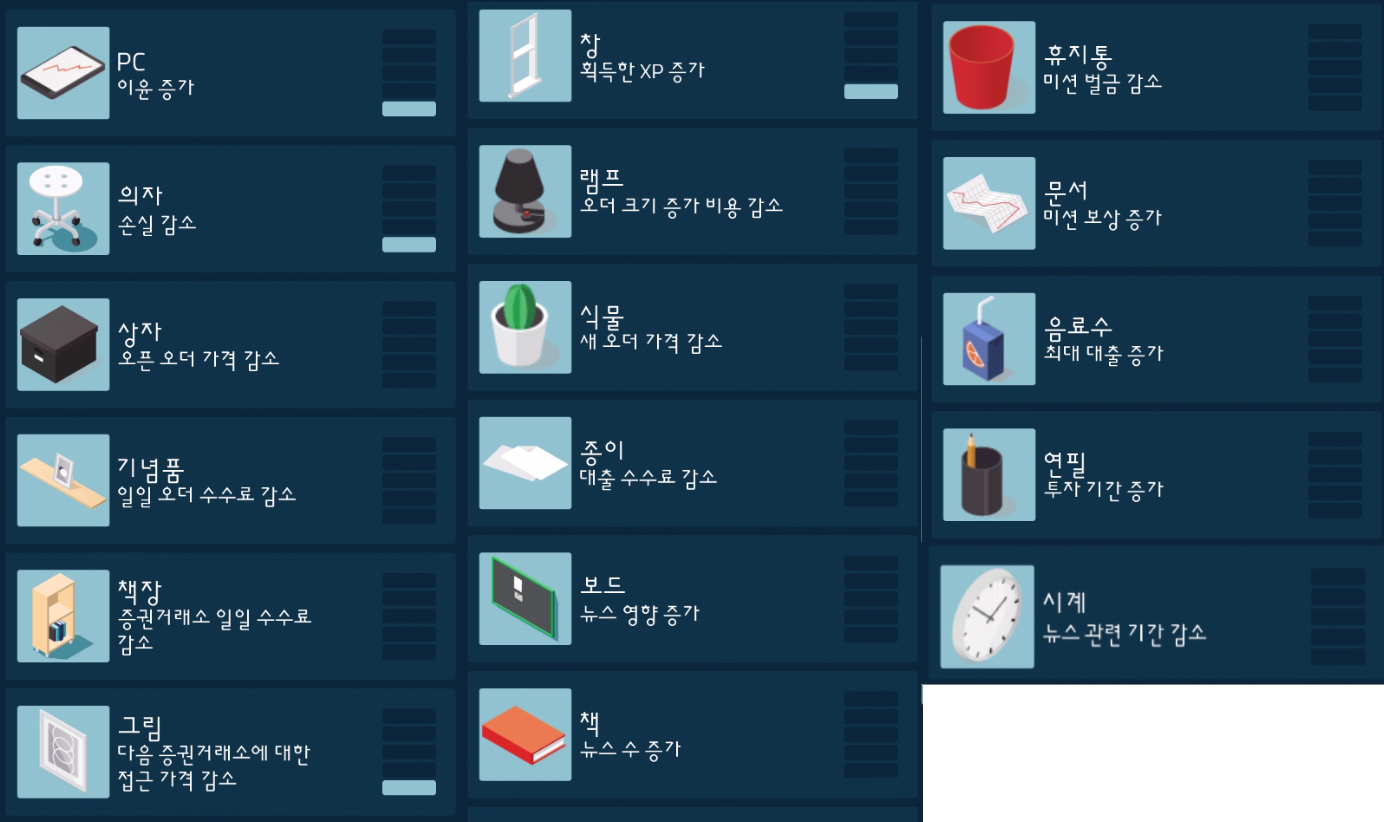 PC
이윤 증가
의자
손실 감소
상자
오픈 오더 가격 감소
기념품
일일 오더 수수료 감소
책장
증권거래소 일일 수수료
감소
그림
다음 증권거래소에 대한
접근 가격 감소
창
획득한 XP 증가
램프
오더 크기 증가 비용 감소
식물
새 오더 가격 감소
종이
대출 수수료 감소
보드
뉴스 영향 증가
책
뉴스 수 증가
휴지통
미션 벌금 감소
문서
미션 보상 증가
음료수
최대 대출 증가
연필
투자 기간 증가
시계
뉴스 관련 기간 감소